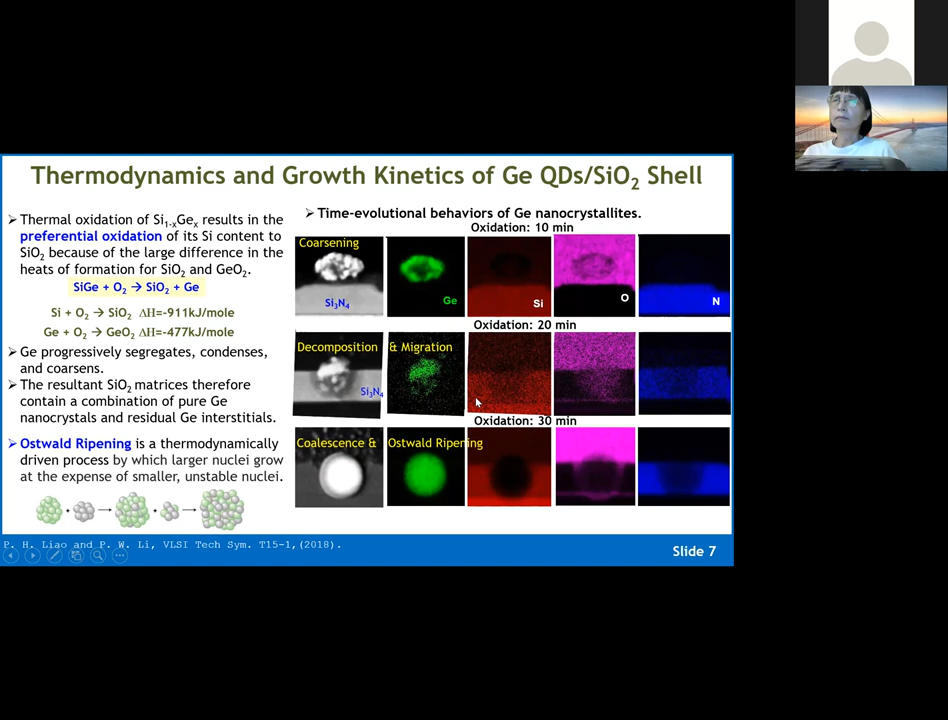 Thermodynamics and Growth Kinetics of Ge QDs/SiO2 Shell
➢ Thermal oxidation of Si1-xGex results in the
preferential oxidation of its Si content to
SiO2 because of the large difference in the
heats of formation for SiO2 and GeO2.
SiGe + O2 → SiO2 + Ge
Si + O2 → SiO2 ΔH=-911kJ/mole
Ge + O2 → GeO2 ΔH=-477kJ/mole
➢ Ge progressively segregates, condenses,
and coarsens.
➢ The resultant SiO2 matrices therefore
contain a combination of pure Ge
nanocrystals and residual Ge interstitials.
➢ Ostwald Ripening is a thermodynamically
driven process by which larger nuclei grow
at the expense of smaller, unstable nuclei.
➢ Time-evolutional behaviors of Ge nanocrystallites.
Oxidation: 10 min
Coarsening
Si3N4
Ge
Si
O
N
Oxidation: 20 min
Decomposition & Migration
Si3N4
Oxidation: 30 min
Coalescence & Ostwald Ripening
P. H. Liao and P. W. Li, VLSI Tech Sym. T15-1,(2018).
Slide 7